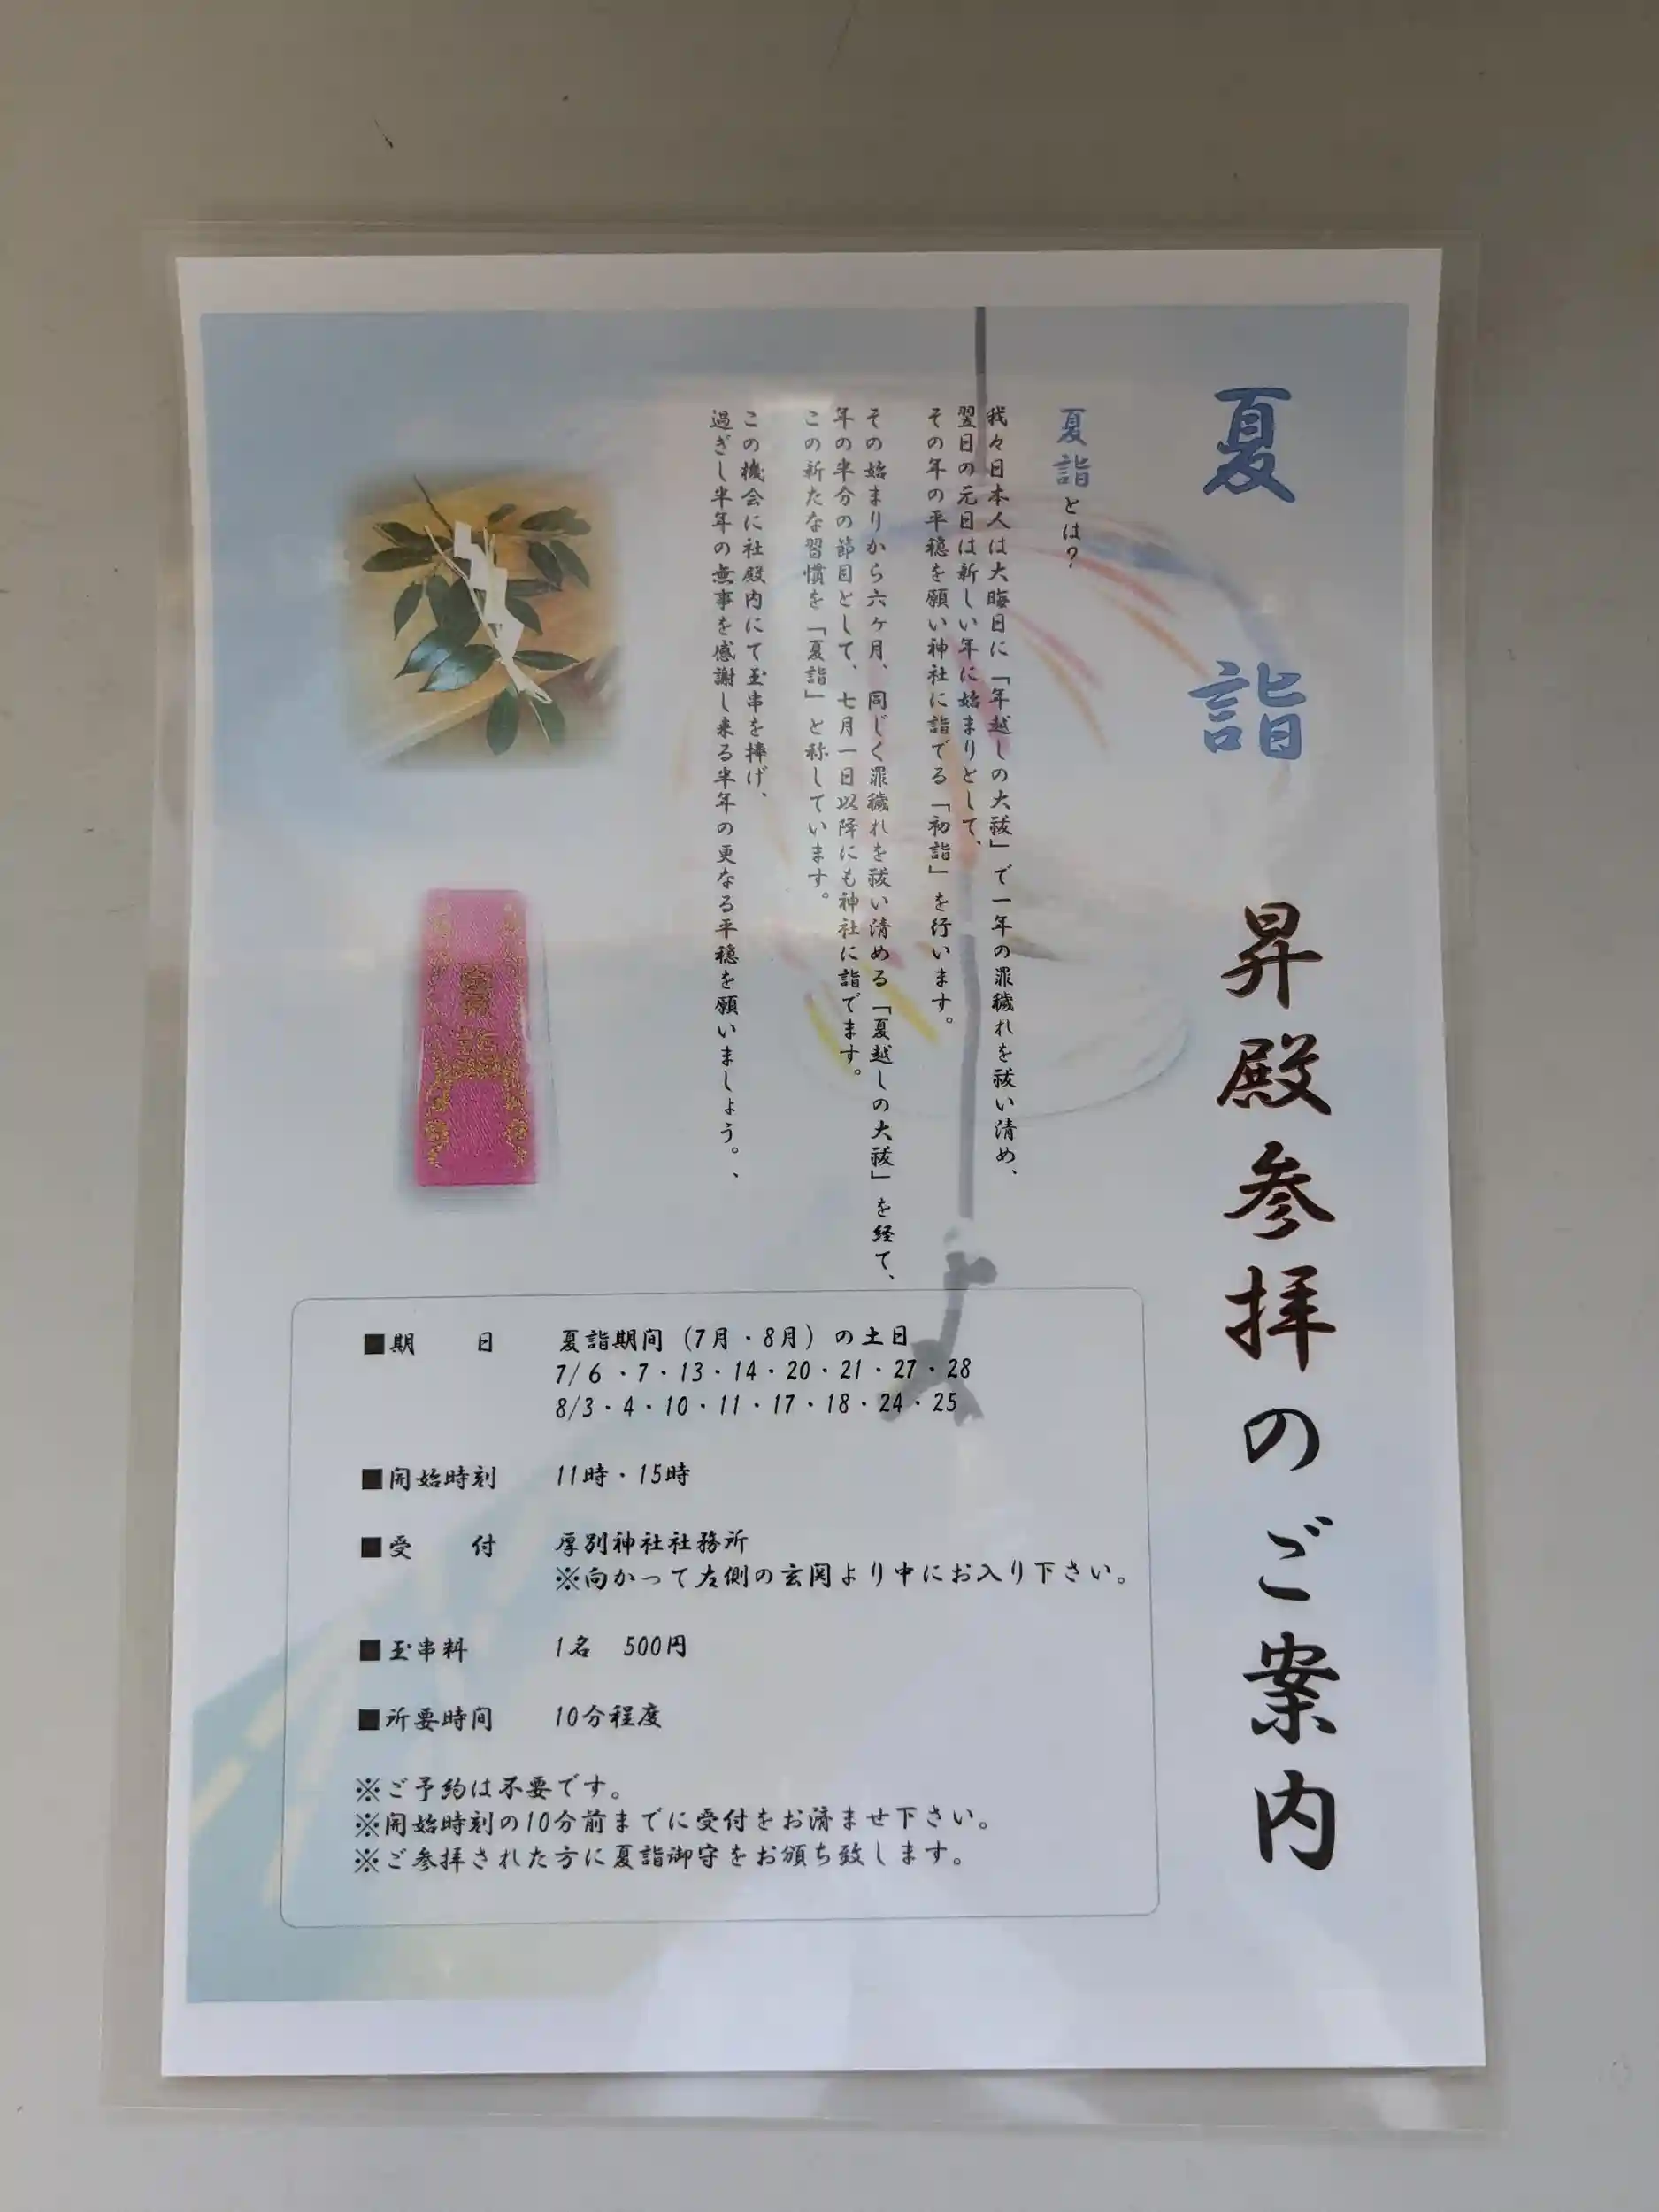 夏詣 昇殿参拝のご案内
夏詣とは?
我々日本人は大晦日に「年越しの大祓」で一年の罪穢れを祓い清め、
翌日の元日は新しい年に始まりとして、
その年の平穏を願い神社に詣でる「初詣」を行います。
その始まりから六ヶ月、同じく罪穢れを祓い清める「夏越しの大祓」を経て、
年の半分の節目として、七月一日以降にも神社に詣でます。
この新たな習慣を「夏詣」と称しています。
この機会に社殿内にて玉串を捧げ、
過ぎし半年の無事を感謝し来る半年の更なる平穏を願いましょう。、
■期 日 夏詣期間(7月・8月)の土日
7/6・7・13・14・20・21・27・28
8/3・4・10・11・17・18・24・25
■開始時刻 11時・15時
■受 付 厚別神社社務所
※向かって左側の玄関より中にお入り下さい。
■玉串料 1名 500円
■所要時間 10分程度
※ご予約は不要です。
※開始時刻の10分前までに受付をお済ませ下さい。
※ご参拝された方に夏詣御守をお頒ち致します。